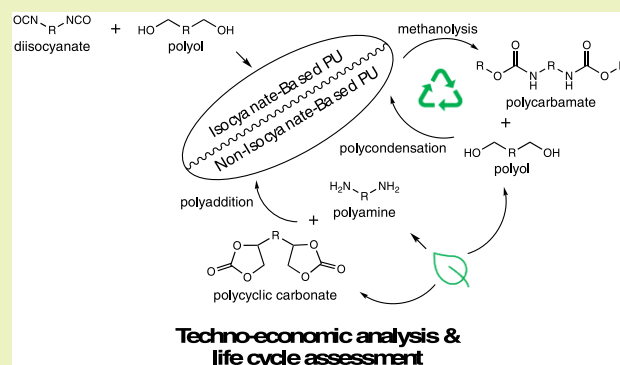 OCN R NCO + HO R OH
diisocyanate polyol
methanolysis
Isocyanate-Based PU
Non-Isocyanate-Based PU
R O O N H R N H O O R
polycarbamate
+
polycondensation
HO R OH
polyol
H₂N R NH₂
polyaddition
polyamine
+
R
O O O O O O
polycyclic carbonate
Techno-economic analysis &
life cycle assessment